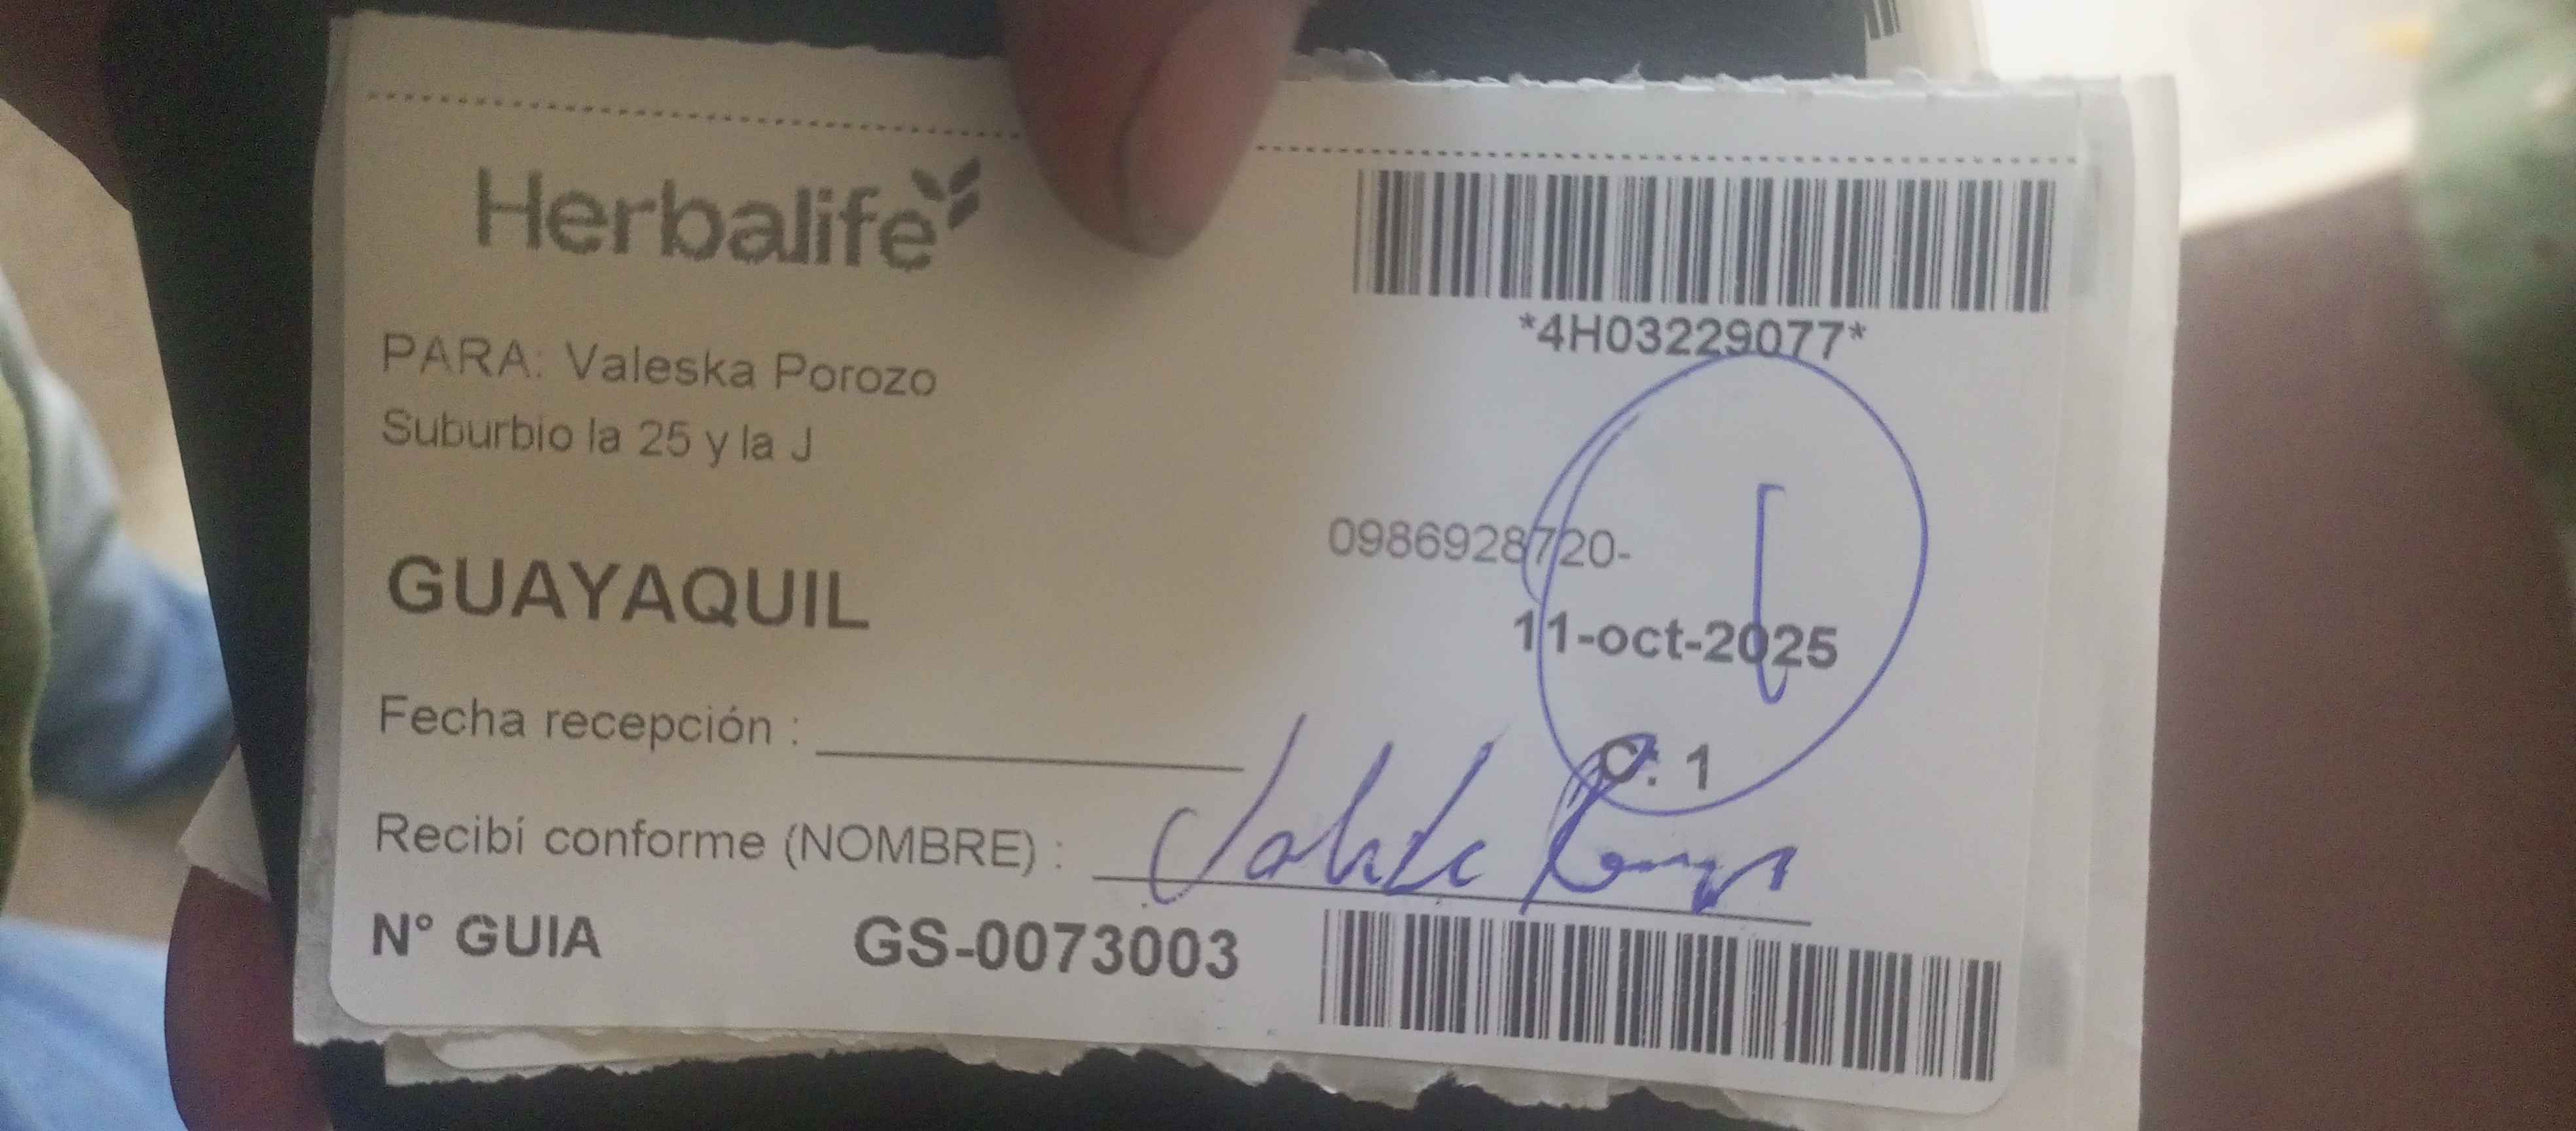 Herbalife
*4H03229077*
PARA: Valeska Porozo
Suburbio la 25 y la J
0986928720-
GUAYAQUIL
11-oct-2025
Fecha recepción :
C: 1
Recibí conforme (NOMBRE) :
N° GUIA GS-0073003